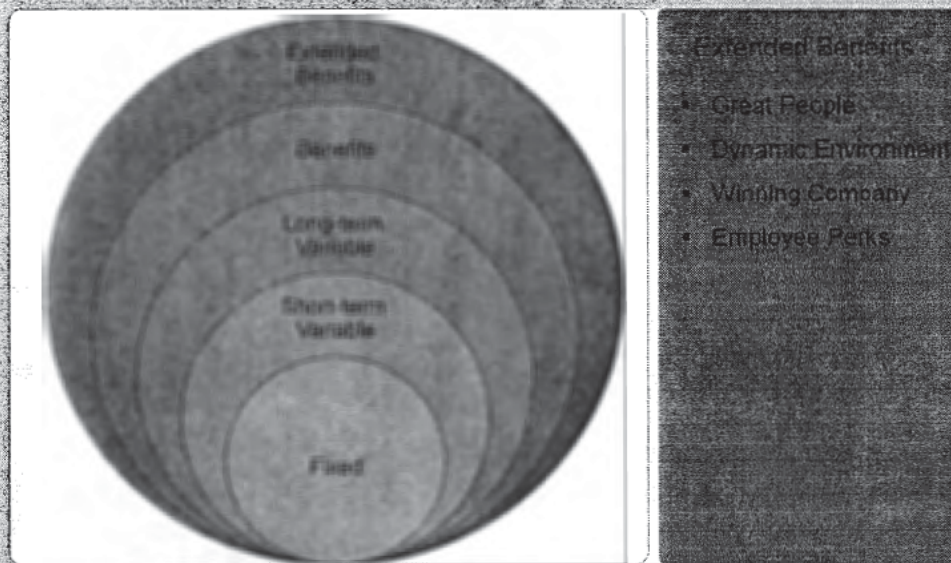 Extended
Benefits
Benefits
Long-term
Variable
Short-term
Variable
Fixed
Extended Benefits -
• Great People
• Dynamic Environment
• Winning Company
• Employee Perks